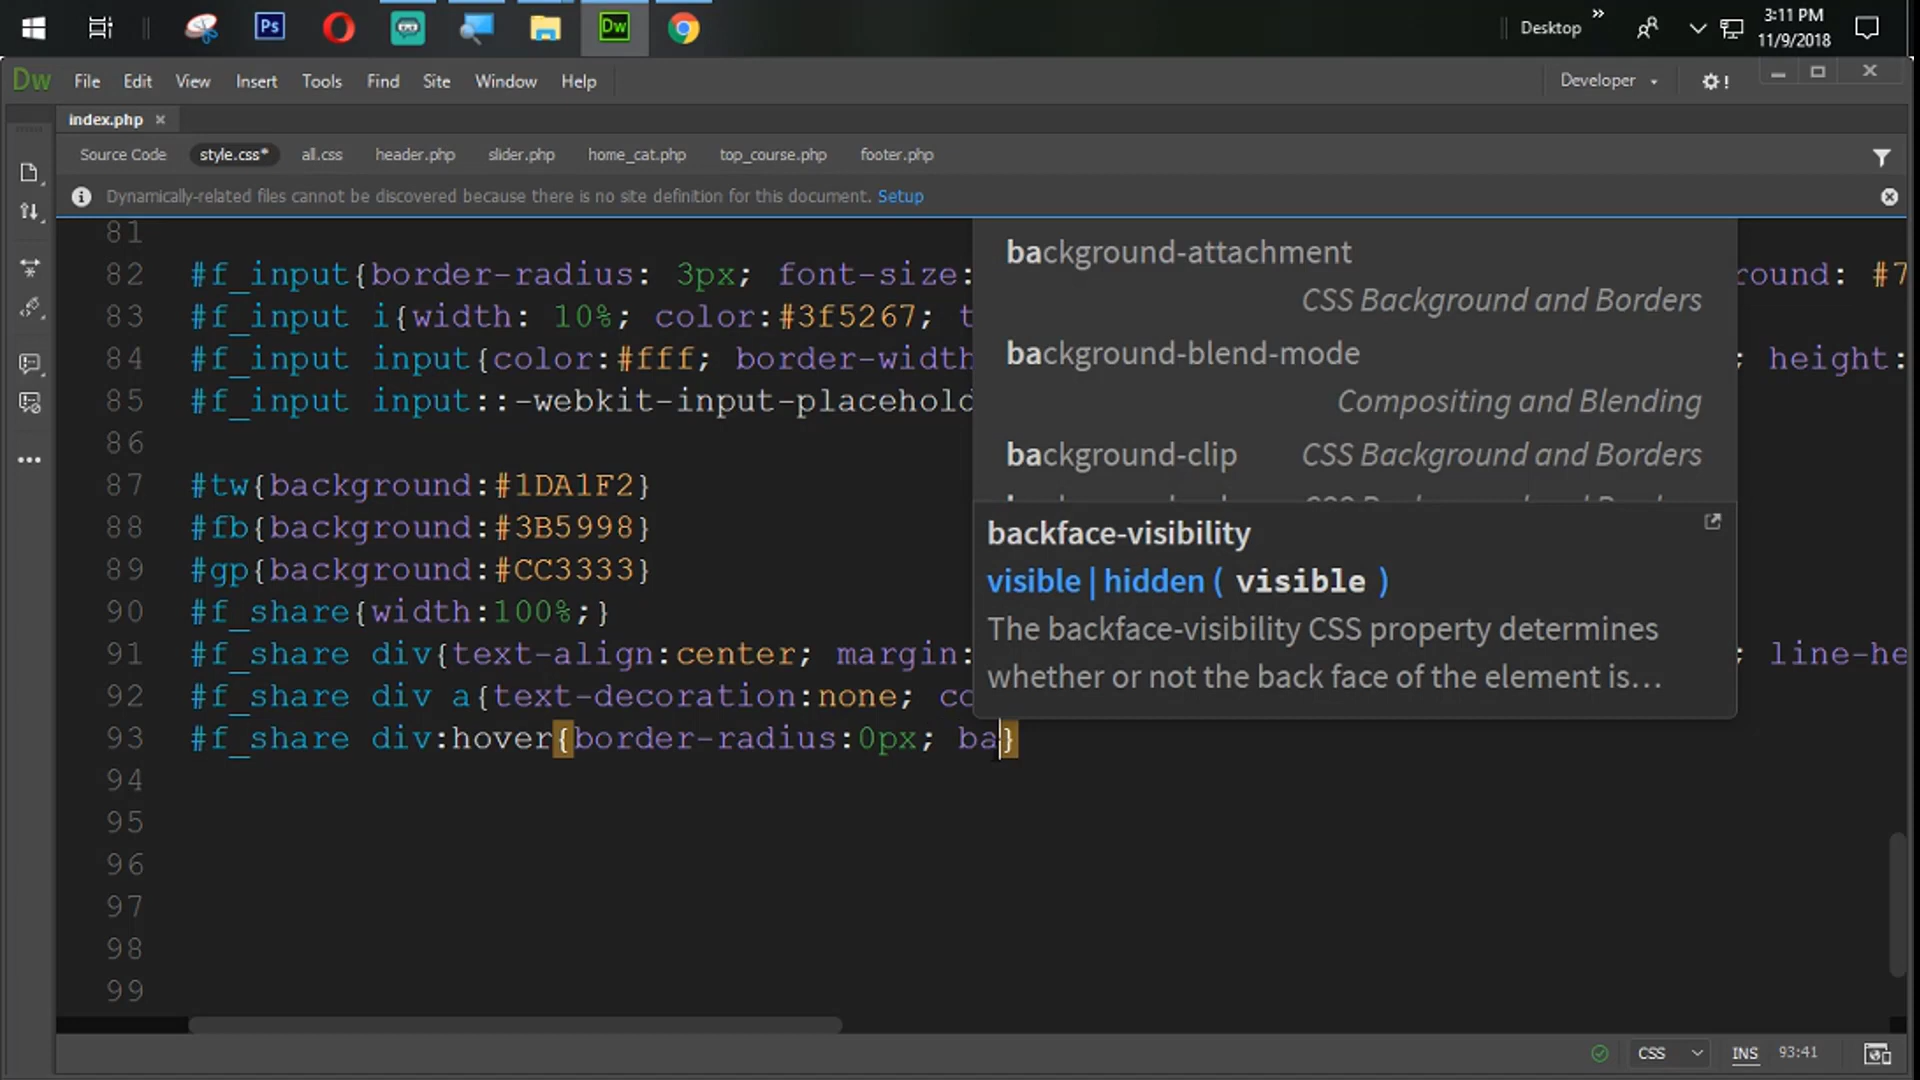 Ps
Dw
Desktop
»
3:11 PM
11/9/2018
Dw File Edit View Insert Tools Find Site Window Help
Developer
!
index.php ×
Source Code style.css* all.css header.php slider.php home_cat.php top_course.php footer.php
Dynamically-related files cannot be discovered because there is no site definition for this document. Setup
81
82 #f_input{border-radius: 3px; font-size: round: #7
83 #f_input i{width: 10%; color:#3f5267; t
84 #f_input input{color:#fff; border-width ; height:
85 #f_input input::-webkit-input-placehold
86
87 #tw{background:#1DA1F2}
88 #fb{background:#3B5998}
89 #gp{background:#CC3333}
90 #f_share{width:100%;}
91 #f_share div{text-align:center; margin: ; line-he
92 #f_share div a{text-decoration:none; co
93 #f_share div:hover{border-radius:0px; ba}
94
95
96
97
98
99
background-attachment
CSS Background and Borders
background-blend-mode
Compositing and Blending
background-clip CSS Background and Borders
backface-visibility
visible | hidden ( visible )
The backface-visibility CSS property determines
whether or not the back face of the element is...
CSS INS 93:41